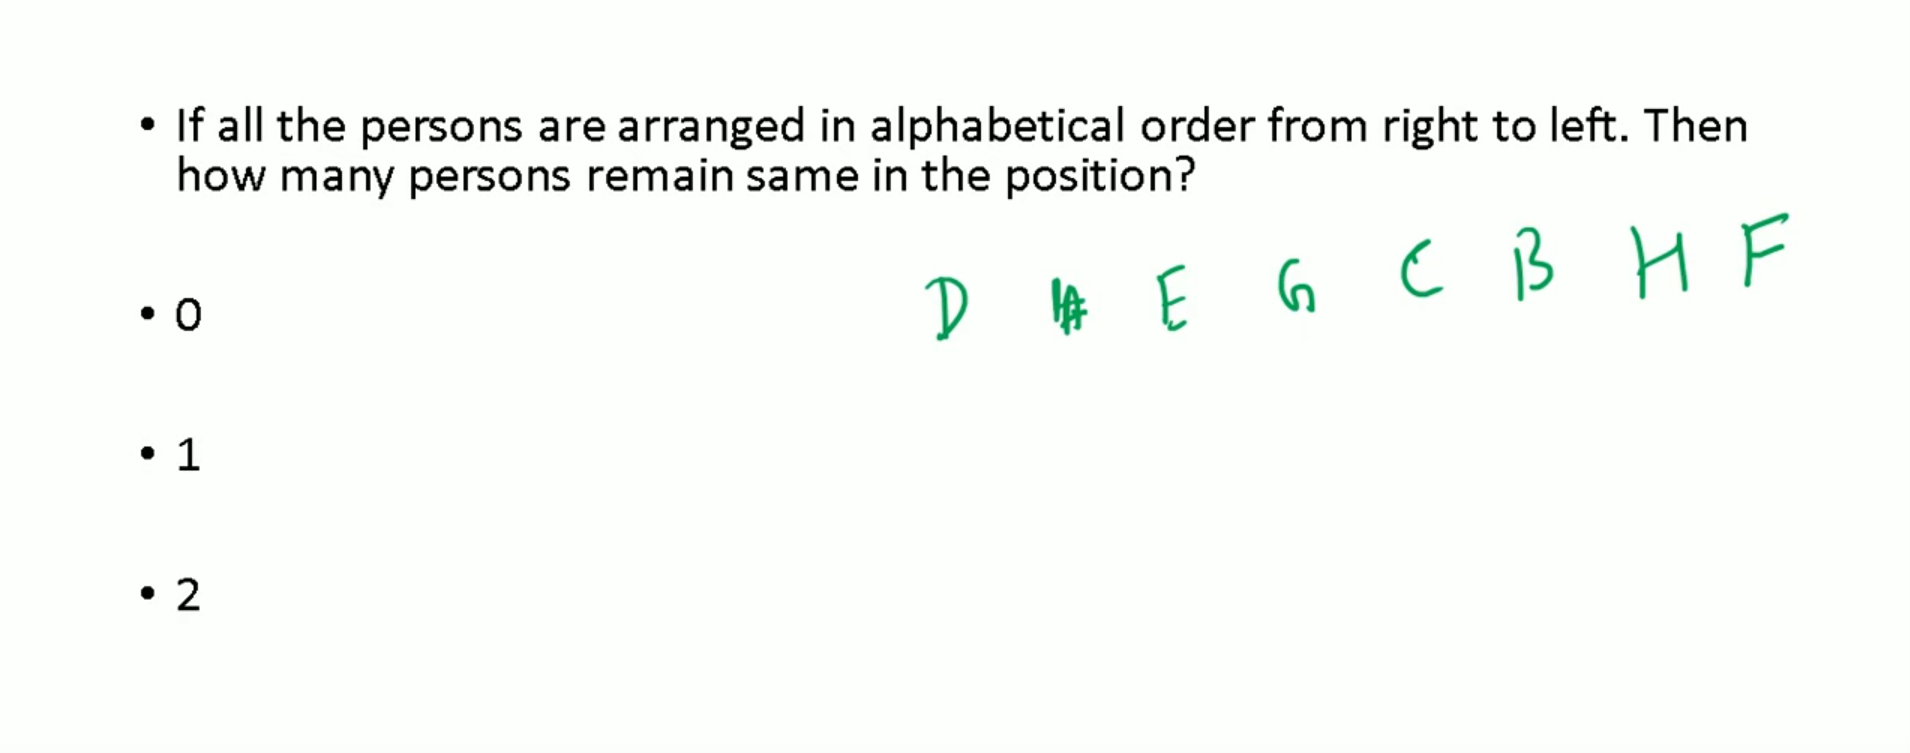 • If all the persons are arranged in alphabetical order from right to left. Then
how many persons remain same in the position?
D A E G C B H F
• 0
• 1
• 2